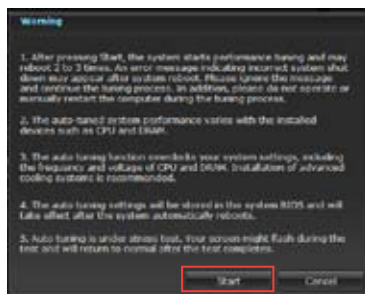 Warning
1. After pressing Start, the system starts performance tuning and may
reboot 2 to 3 times. An error message indicating incorrect system shut
down may appear after system reboot. Please ignore the message
and continue the tuning process. In addition, please do not operate or
manually restart the computer during the tuning process.
2. The auto-tuned system performance varies with the installed
devices such as CPU and DRAM.
3. The auto tuning function overclocks your system settings, including
the frequency and voltage of CPU and DRAM. Installation of advanced
cooling systems is recommended.
4. The auto tuning settings will be stored in the system BIOS and will
take effect after the system automatically reboots.
5. Auto tuning is under stress test. Your screen might flash during the
test and will return to normal after the test completes.
Start
Cancel